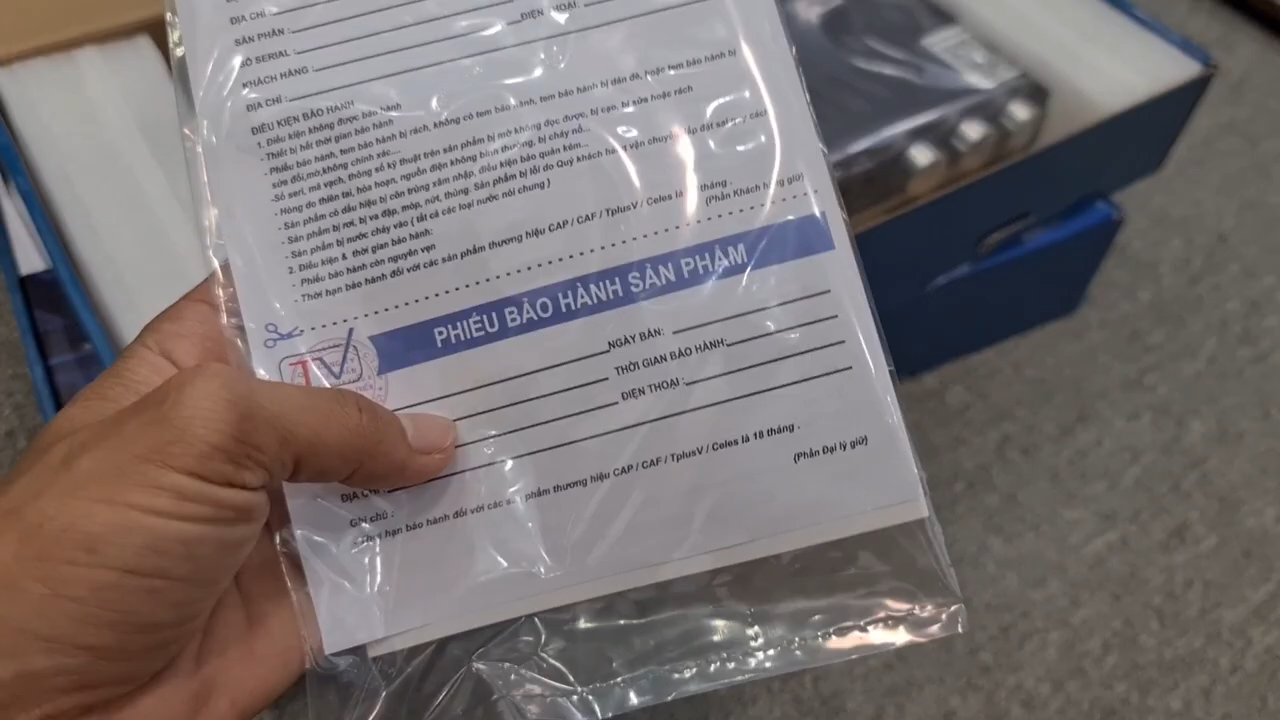 ĐỊA CHỈ
SẢN PHẨN : ĐIỆN THOẠI:
SỐ SERIAL :
KHÁCH HÀNG :
ĐỊA CHỈ :
ĐIỀU KIỆN BẢO HÀNH
1. Điều kiện không được bảo hành
- Thiết bị hết thời gian bảo hành
- Phiếu bảo hành, tem bảo hành bị rách, không có tem bảo hành, tem bảo hành bị dán đè, hoặc tem bảo hành bị
sửa đổi,mờ,không chính xác...
-Số seri, mã vạch, thông số kỹ thuật trên sản phẩm bị mờ không đọc được, bị cạo, bị sửa hoặc rách
- Hỏng do thiên tai, hỏa hoạn, nguồn điện không bình thường, bị cháy nổ...
- Sản phẩm có dấu hiệu bị côn trùng xâm nhập, điều kiện bảo quản kém...
- Sản phẩm bị rơi, bị va đập, móp, nứt, thủng. Sản phẩm bị lỗi do Quý khách hàng vận chuyển, lắp đặt sai cách
- Sản phẩm bị nước chảy vào ( tất cả các loại nước nói chung )
2. Điều kiện & thời gian bảo hành:
- Phiếu bảo hành còn nguyên vẹn
- Thời hạn bảo hành đối với các sản phẩm thương hiệu CAP / CAF / TplusV / Celes là tháng .
(Phần Khách hàng giữ)
PHIẾU BẢO HÀNH SẢN PHẨM
TV
NGÀY BÁN:
THỜI GIAN BẢO HÀNH:
ĐIỆN THOẠI :
ĐỊA CHỈ :
Ghi chú :
- Thời hạn bảo hành đối với các sản phẩm thương hiệu CAP / CAF / TplusV / Celes là 18 tháng .
(Phần Đại lý giữ)